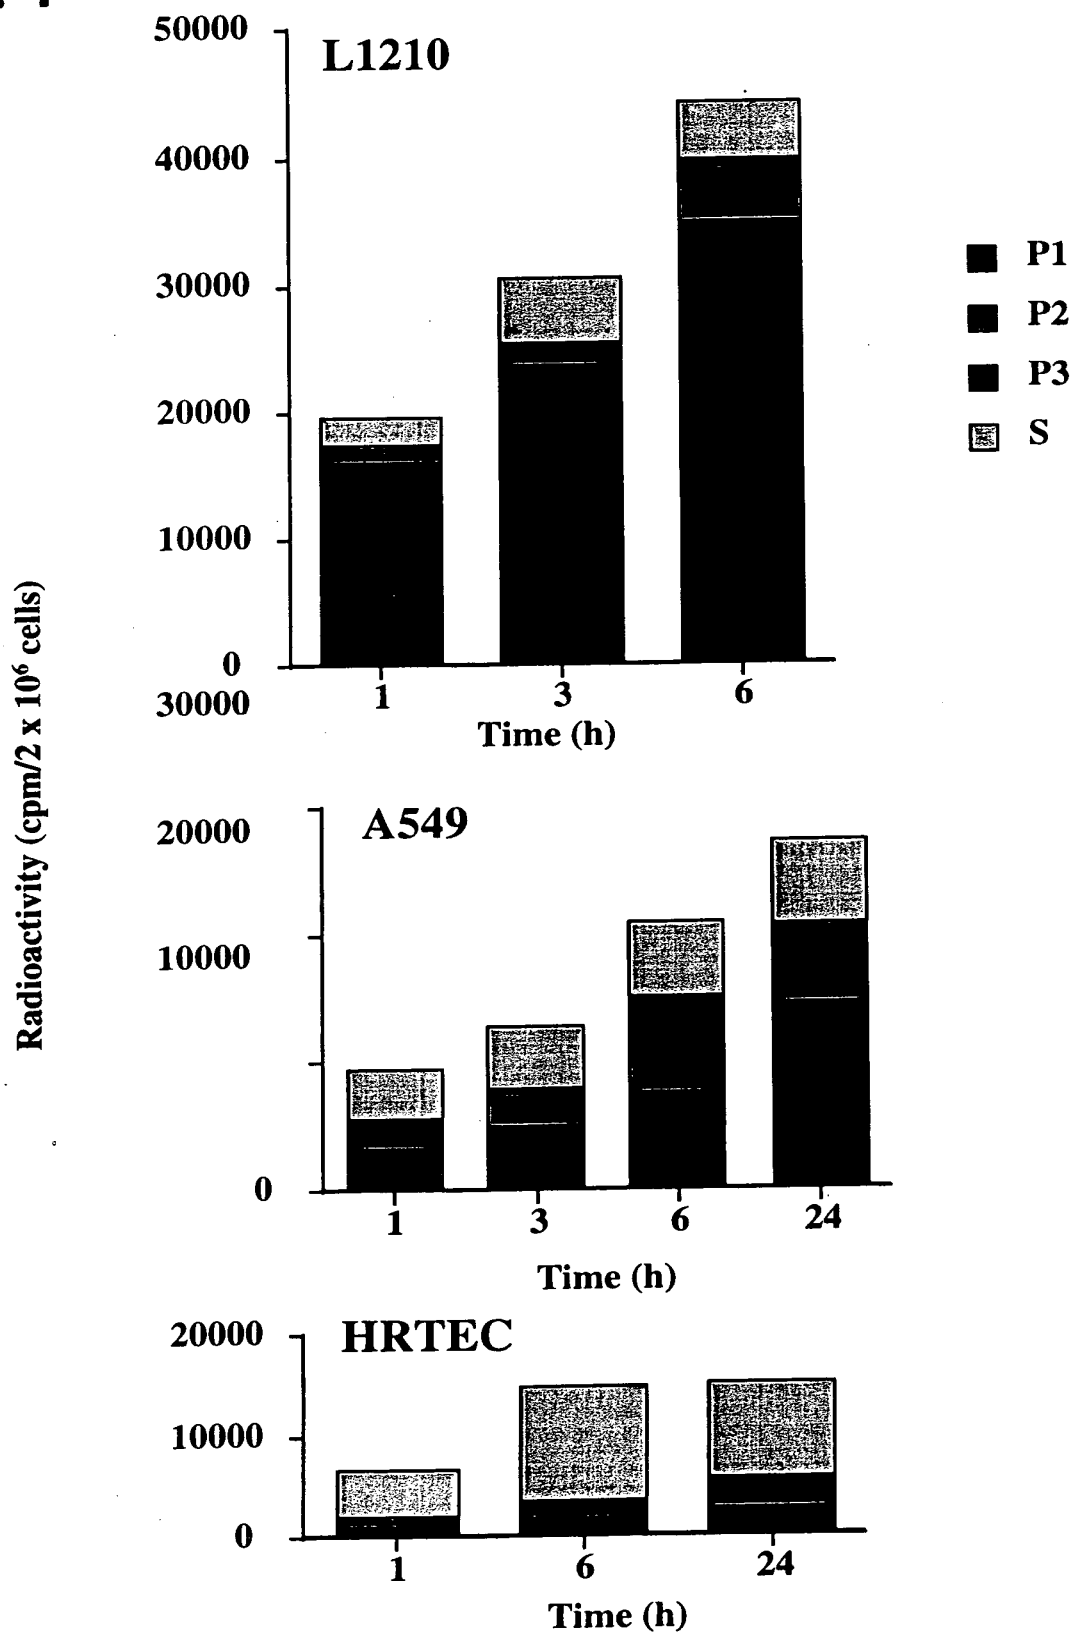 50000
L1210
40000
30000
20000
10000
0
1 3 6
Time (h)
P1
P2
P3
S
Radioactivity (cpm/2 x 10⁶ cells)
30000
A549
20000
10000
0
1 3 6 24
Time (h)
20000
HRTEC
10000
0
1 6 24
Time (h)